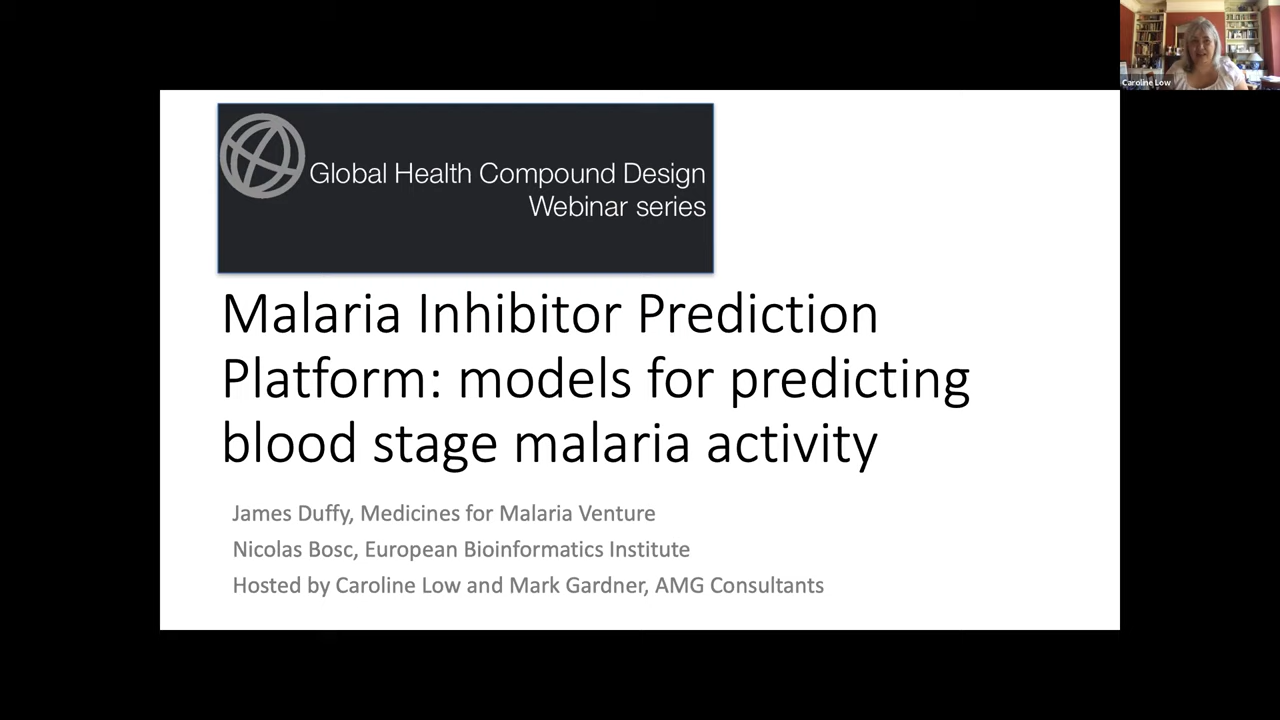 Caroline Low
Global Health Compound Design
Webinar series
Malaria Inhibitor Prediction
Platform: models for predicting
blood stage malaria activity
James Duffy, Medicines for Malaria Venture
Nicolas Bosc, European Bioinformatics Institute
Hosted by Caroline Low and Mark Gardner, AMG Consultants